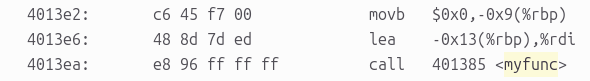 4013e2: c6 45 f7 00 movb $0x0,-0x9(%rbp)
4013e6: 48 8d 7d ed lea -0x13(%rbp),%rdi
4013ea: e8 96 ff ff ff call 401385 <myfunc>